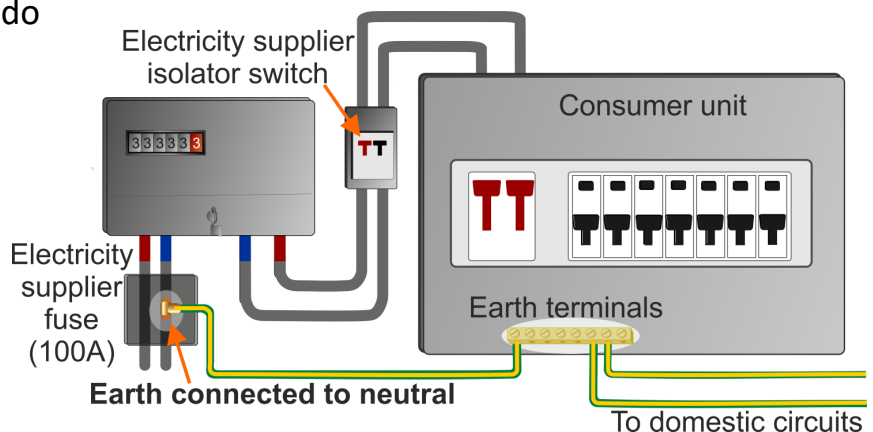 do
Electricity supplier
isolator switch
Consumer unit
333333
Electricity
supplier
fuse
(100A)
Earth terminals
Earth connected to neutral
To domestic circuits